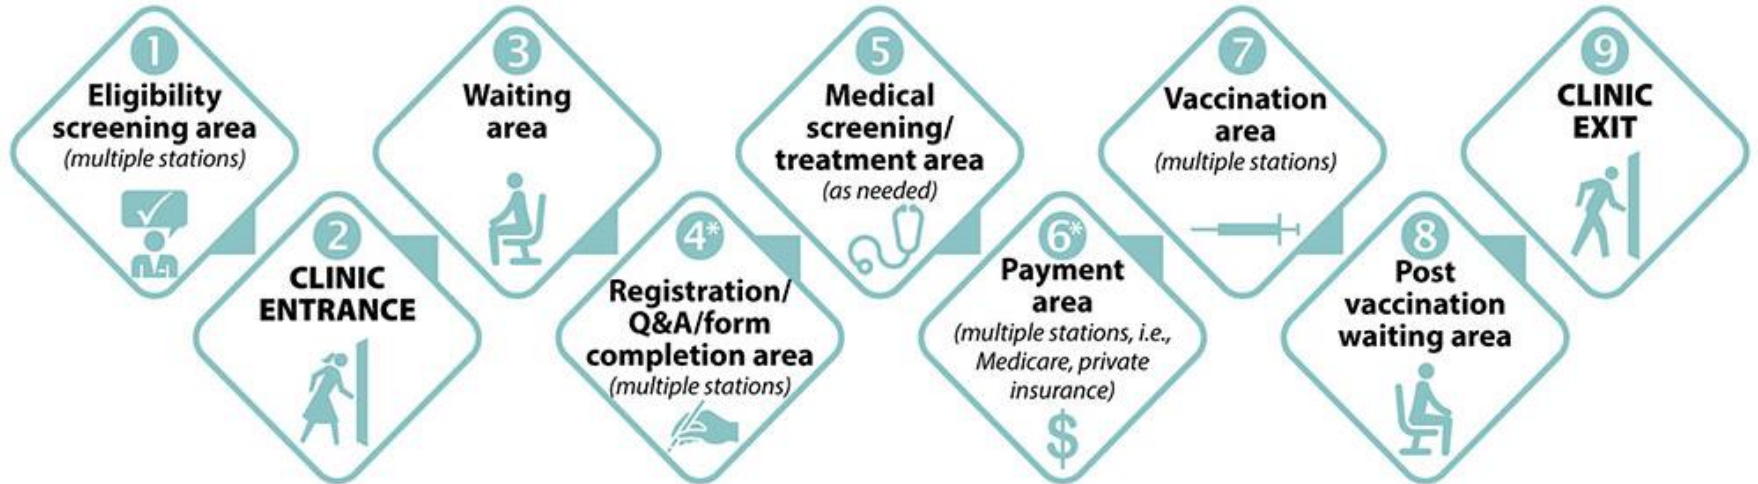 1
Eligibility
screening area
(multiple stations)
2
CLINIC
ENTRANCE
3
Waiting
area
4*
Registration/
Q&A/form
completion area
(multiple stations)
5
Medical
screening/
treatment area
(as needed)
6*
Payment
area
(multiple stations, i.e.,
Medicare, private
insurance)
$
7
Vaccination
area
(multiple stations)
8
Post
vaccination
waiting area
9
CLINIC
EXIT